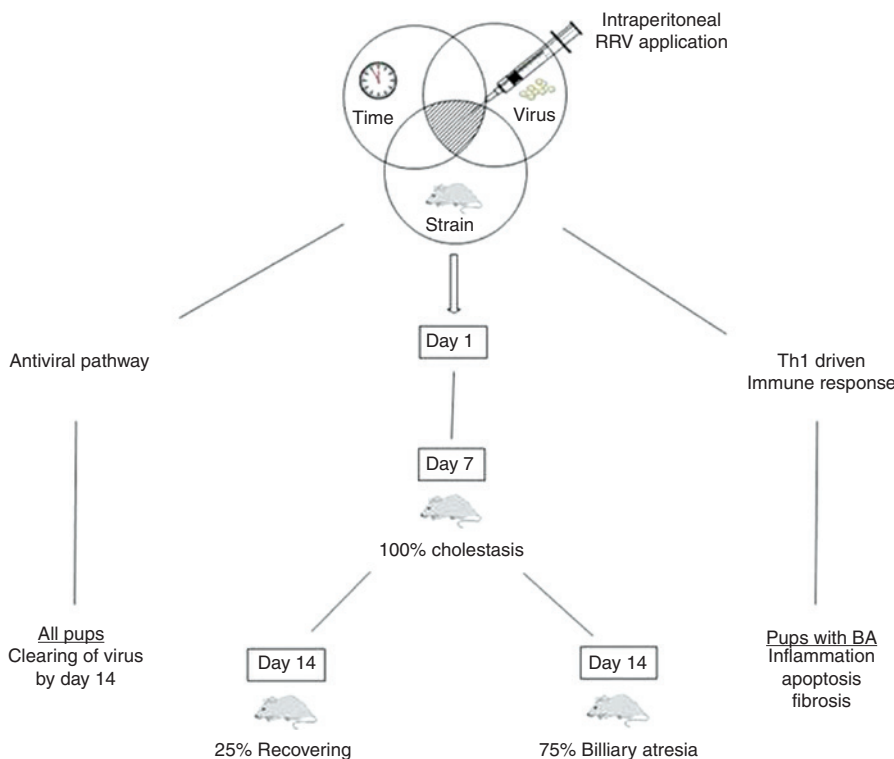 Intraperitoneal
RRV application
Time
Virus
Strain
Day 1
Antiviral pathway
Th1 driven
Immune response
Day 7
100% cholestasis
All pups
Clearing of virus
by day 14
Day 14
25% Recovering
Day 14
75% Billiary atresia
Pups with BA
Inflammation
apoptosis
fibrosis